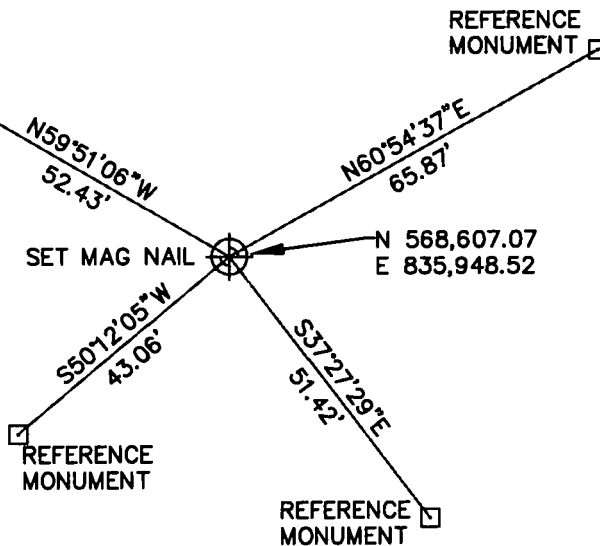 REFERENCE
MONUMENT
N59°51'06"W
52.43'
N60°54'37"E
65.87'
SET MAG NAIL
N 568,607.07
E 835,948.52
S50°12'05"W
43.06'
S37°27'29"E
51.42'
REFERENCE
MONUMENT
REFERENCE
MONUMENT